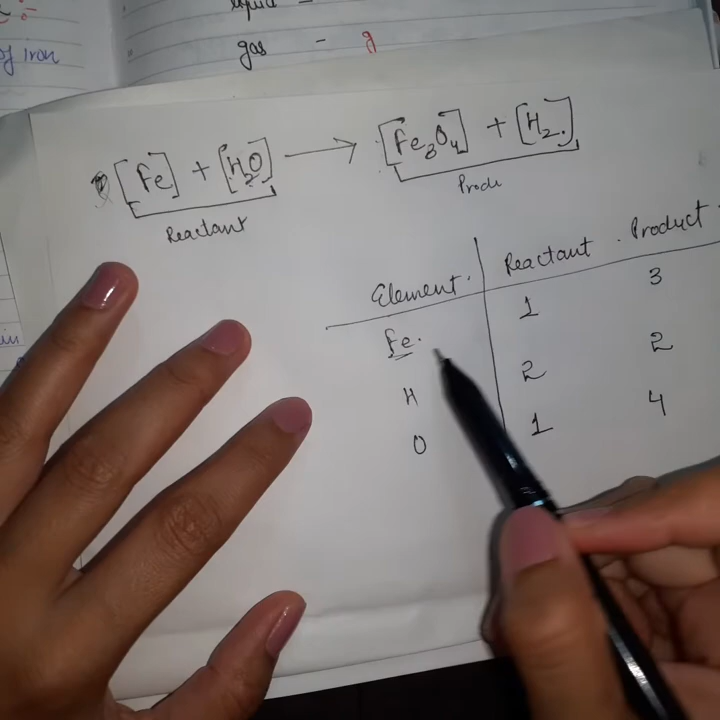 liquid -
of iron
gas - g
[Fe] + [H₂O] → [Fe₃O₄] + [H₂.]
Reactant Produ
Element. Reactant . Product .
Fe. 1 3
H 2 2
O 1 4